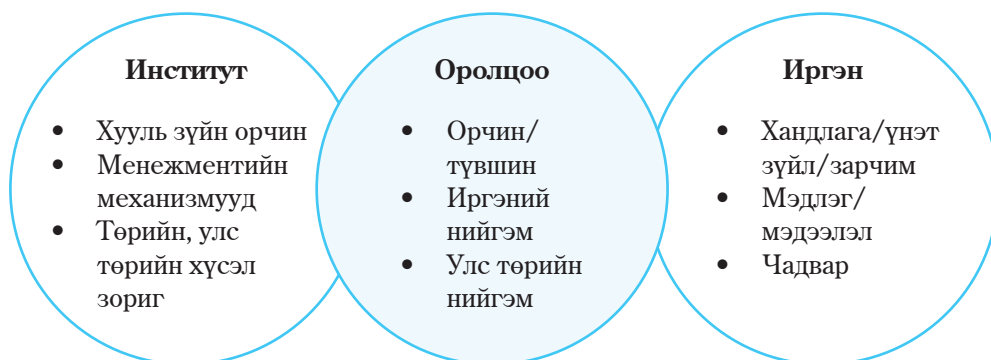 Институт
• Хууль зүйн орчин
• Менежментийн
механизмууд
• Төрийн, улс
төрийн хүсэл
зориг
Оролцоо
• Орчин/
түвшин
• Иргэний
нийгэм
• Улс төрийн
нийгэм
Иргэн
• Хандлага/үнэт
зүйл/зарчим
• Мэдлэг/
мэдээлэл
• Чадвар